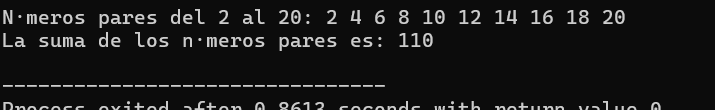 N·meros pares del 2 al 20: 2 4 6 8 10 12 14 16 18 20
La suma de los n·meros pares es: 110
--------------------------------
Process exited after 0.8613 seconds with return value 0